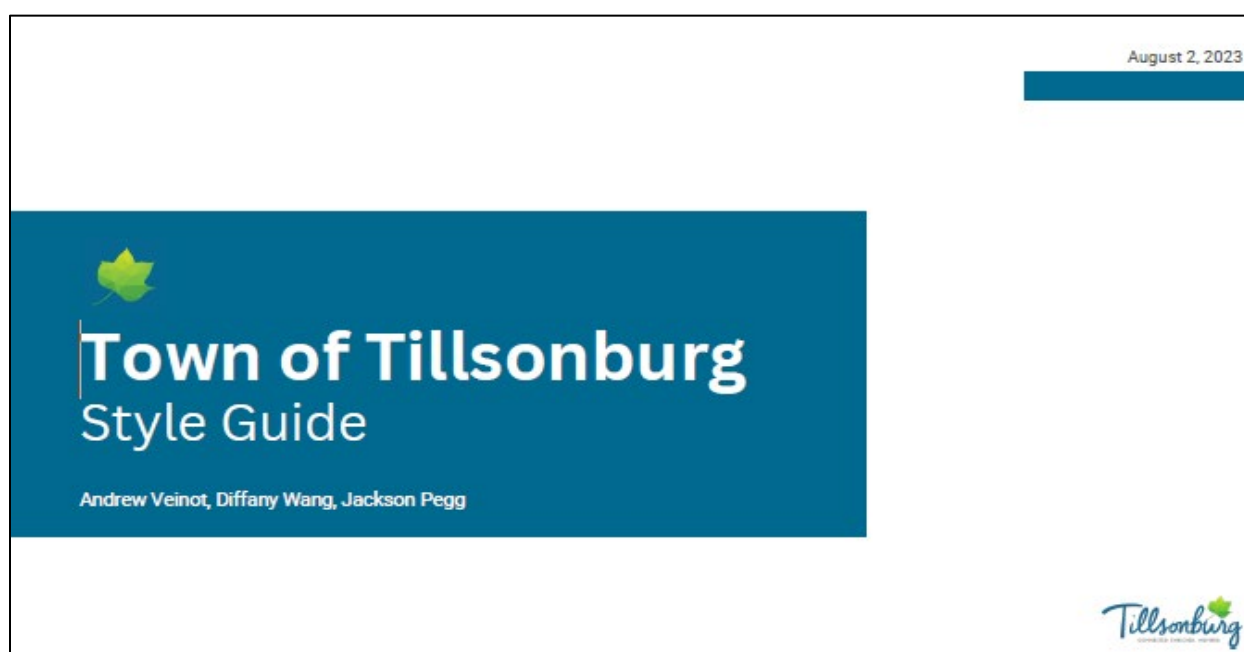 August 2, 2023
Town of Tillsonburg
Style Guide
Andrew Veinot, Diffany Wang, Jackson Pegg
Tillsonburg